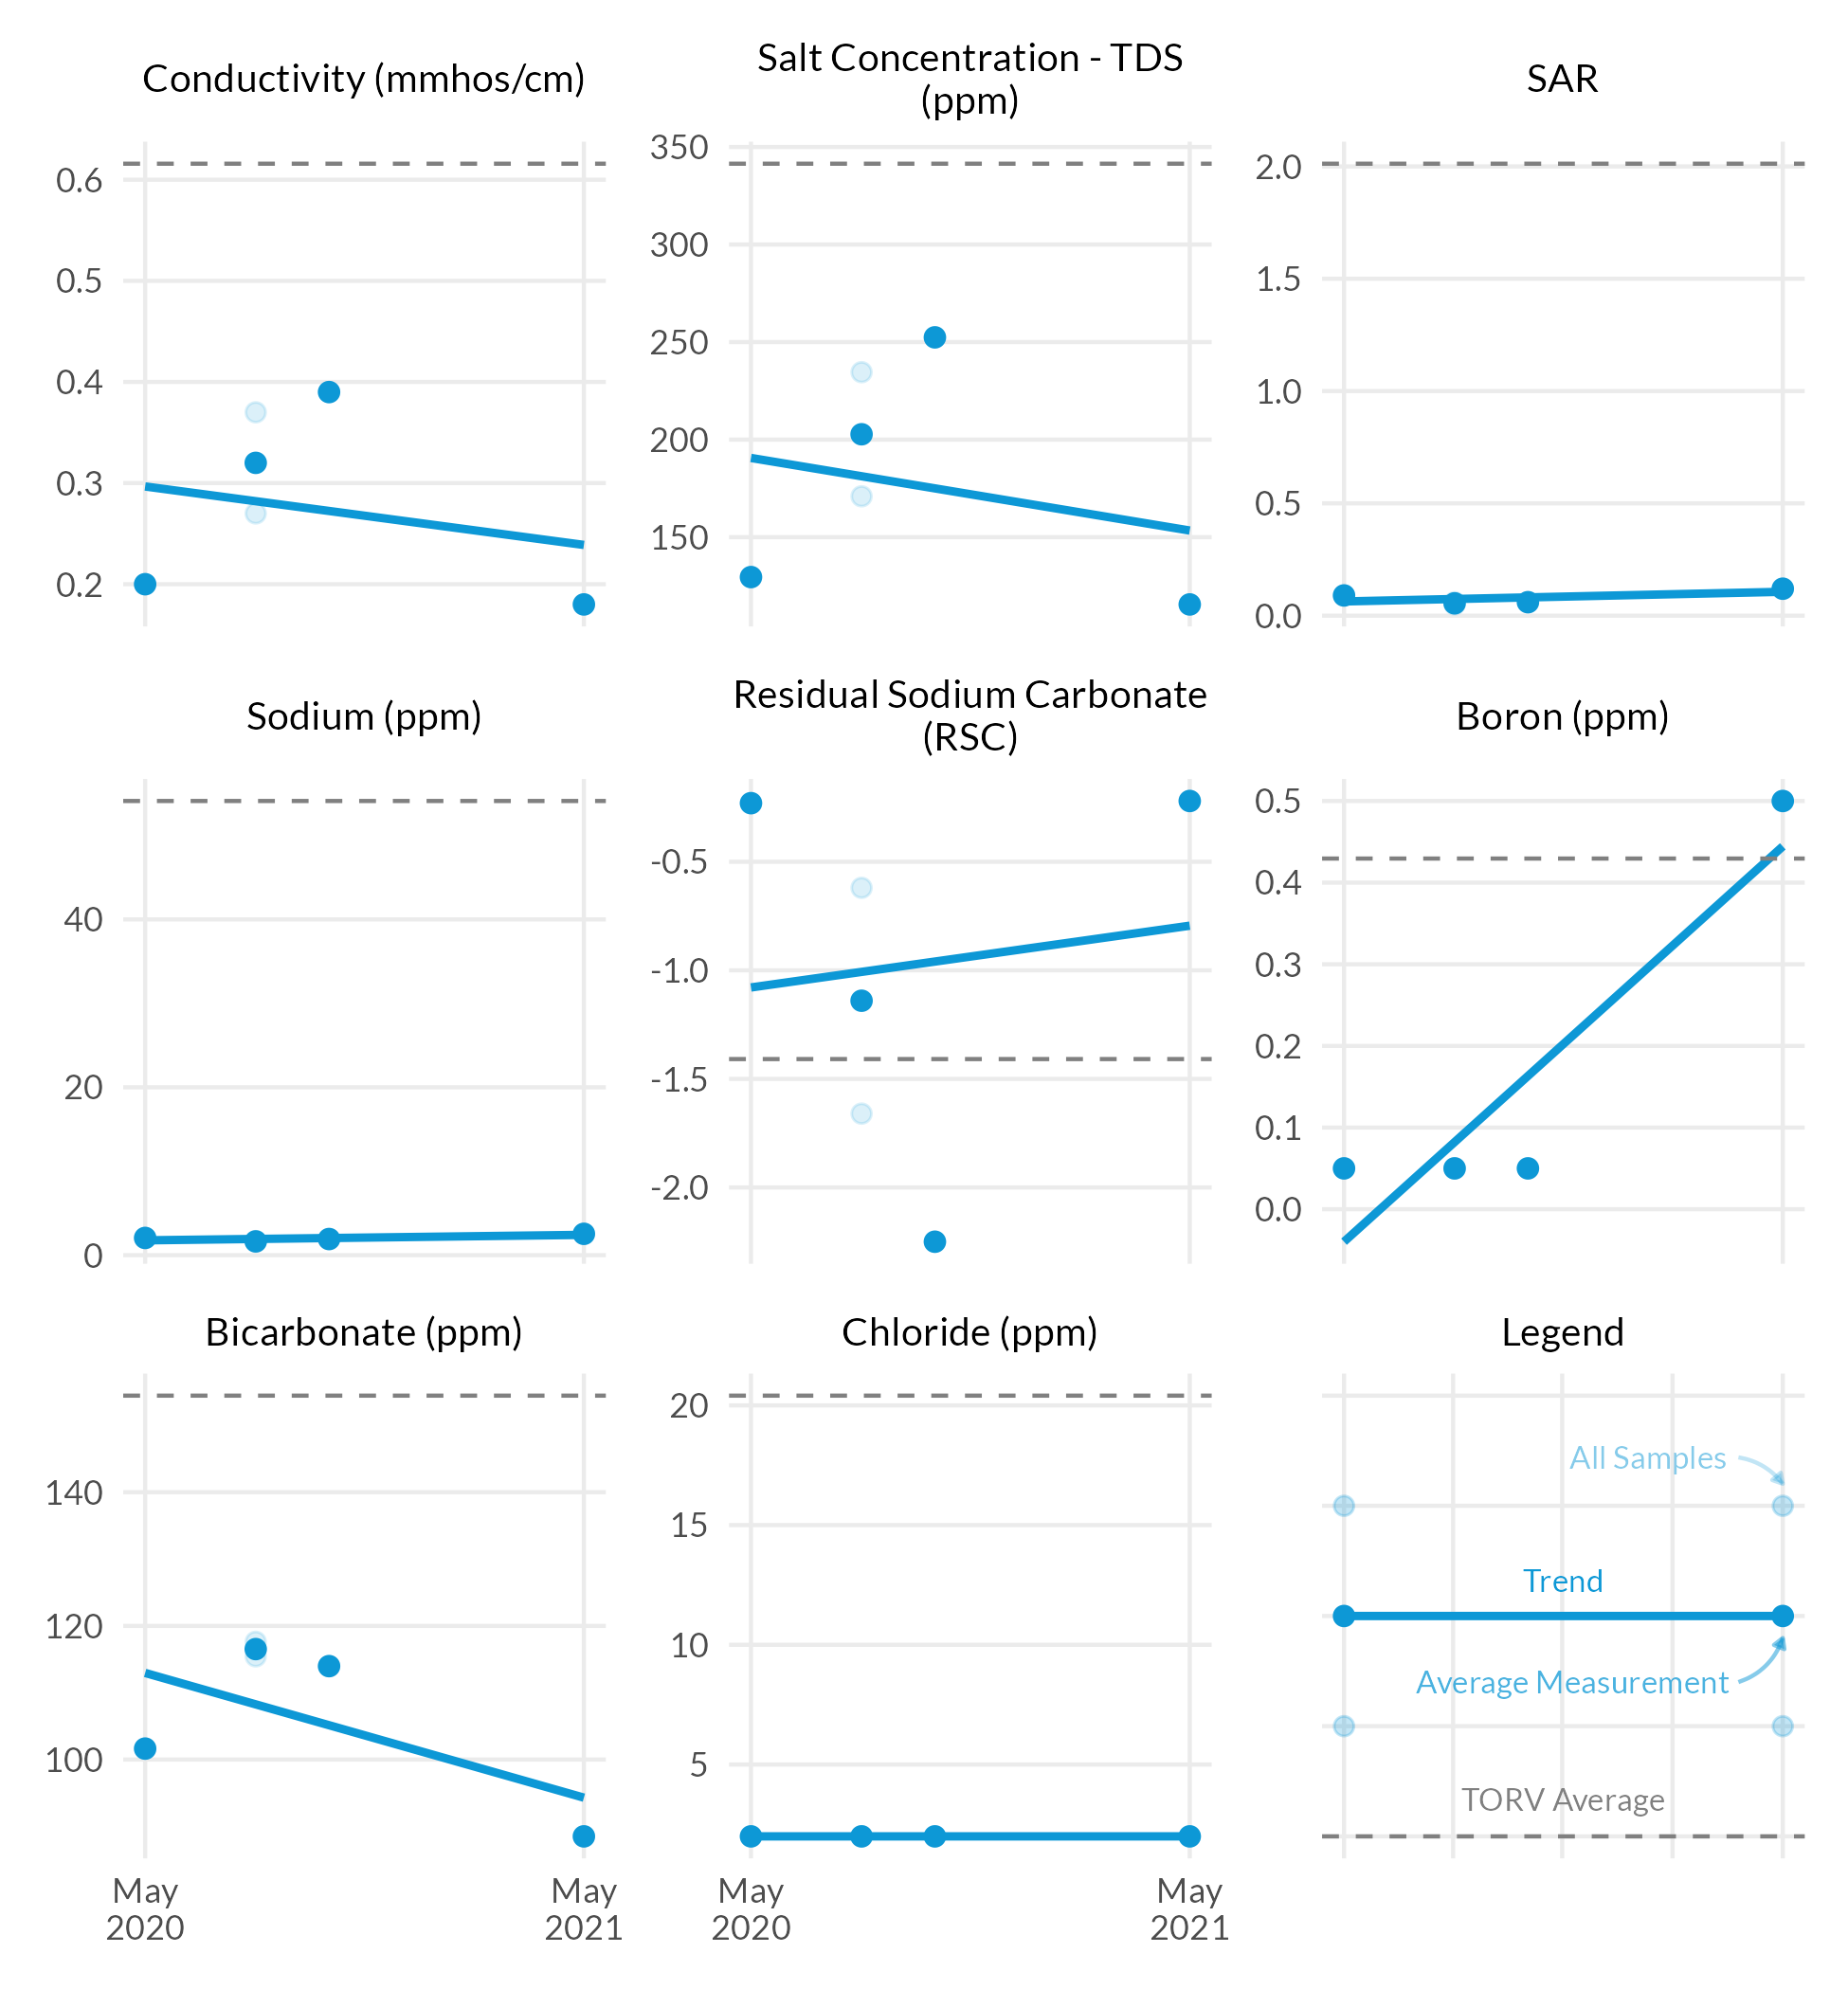 Conductivity (mmhos/cm)
0.6
0.5
0.4
0.3
0.2
Salt Concentration - TDS
(ppm)
350
300
250
200
150
SAR
2.0
1.5
1.0
0.5
0.0
Sodium (ppm)
40
20
0
Residual Sodium Carbonate
(RSC)
-0.5
-1.0
-1.5
-2.0
Boron (ppm)
0.5
0.4
0.3
0.2
0.1
0.0
Bicarbonate (ppm)
140
120
100
May
2020
May
2021
Chloride (ppm)
20
15
10
5
May
2020
May
2021
Legend
All Samples
Trend
Average Measurement
TORV Average